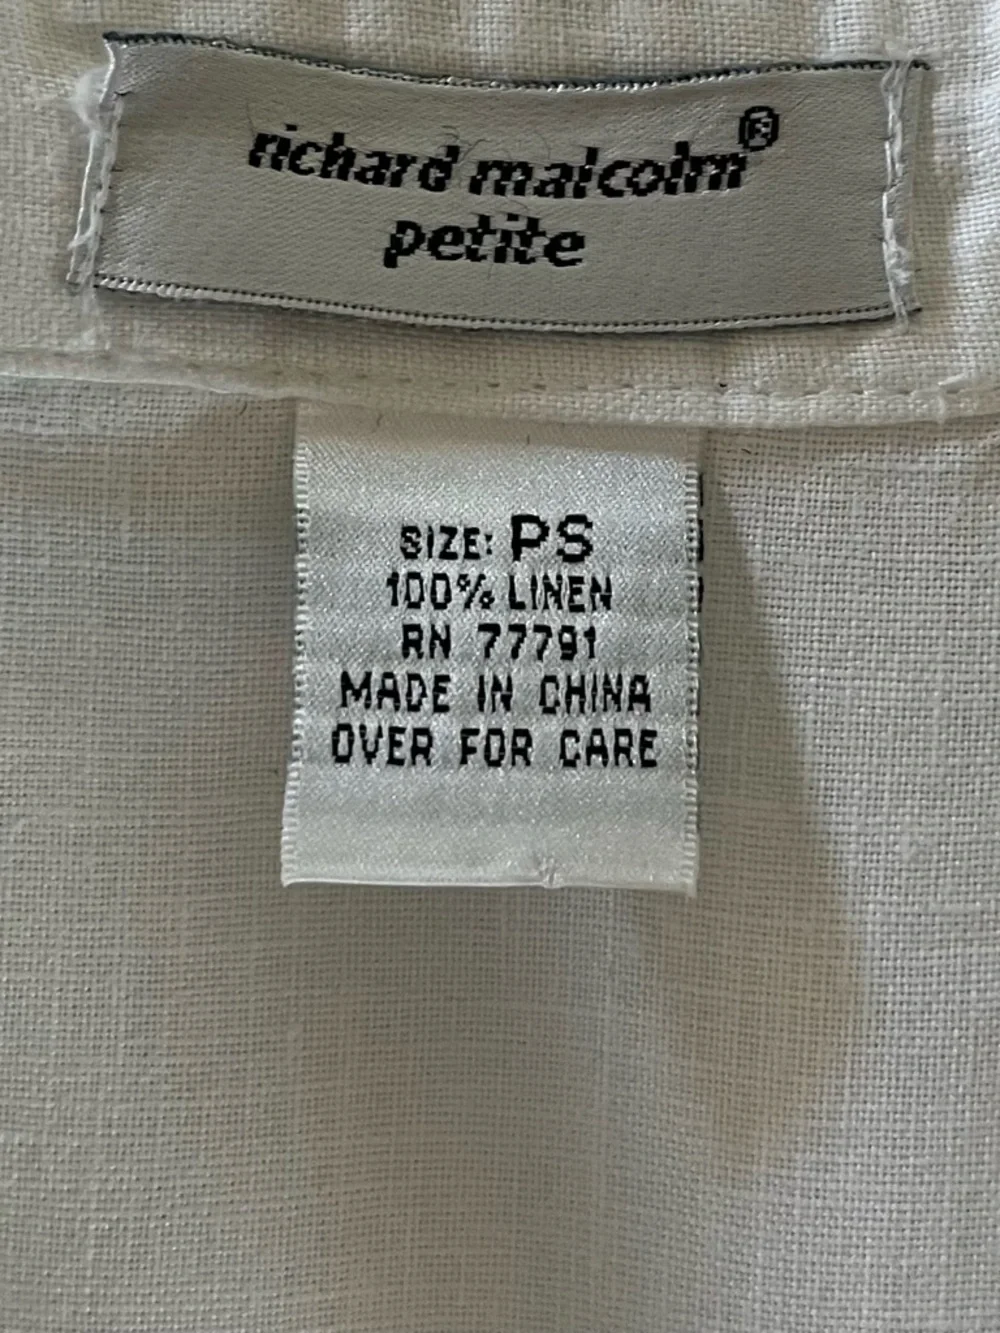 richard malcolm®
petite
SIZE: PS
100% LINEN
RN 77791
MADE IN CHINA
OVER FOR CARE